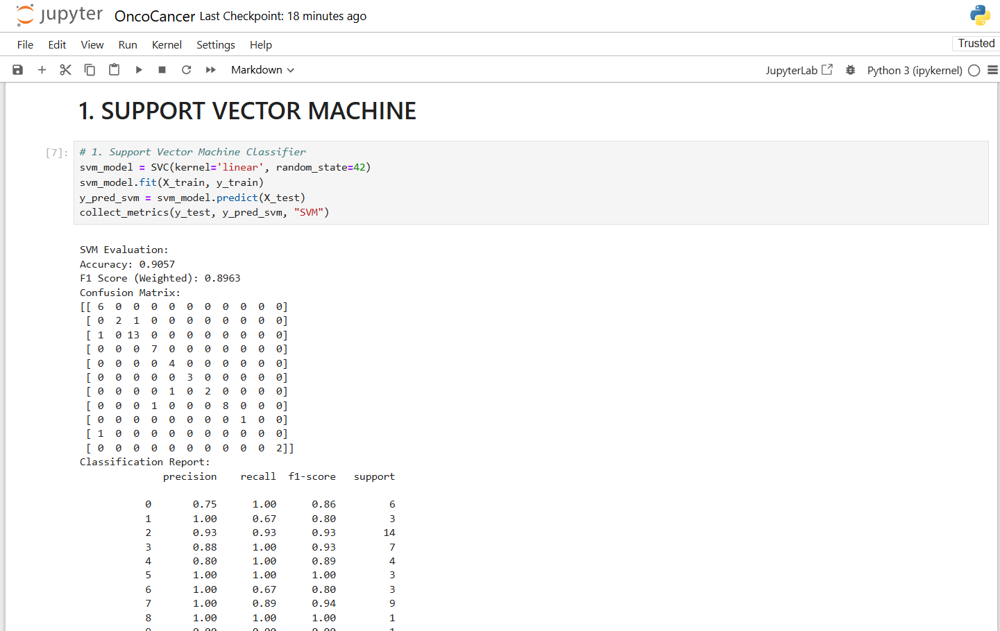 jupyter OncoCancer Last Checkpoint: 18 minutes ago
File Edit View Run Kernel Settings Help Trusted
Markdown JupyterLab Python 3 (ipykernel)
1. SUPPORT VECTOR MACHINE
[7]: # 1. Support Vector Machine Classifier
svm_model = SVC(kernel='linear', random_state=42)
svm_model.fit(X_train, y_train)
y_pred_svm = svm_model.predict(X_test)
collect_metrics(y_test, y_pred_svm, "SVM")
SVM Evaluation:
Accuracy: 0.9057
F1 Score (Weighted): 0.8963
Confusion Matrix:
[[ 6 0 0 0 0 0 0 0 0 0 0]
[ 0 2 1 0 0 0 0 0 0 0 0]
[ 1 0 13 0 0 0 0 0 0 0 0]
[ 0 0 0 7 0 0 0 0 0 0 0]
[ 0 0 0 0 4 0 0 0 0 0 0]
[ 0 0 0 0 0 3 0 0 0 0 0]
[ 0 0 0 0 1 0 2 0 0 0 0]
[ 0 0 0 1 0 0 0 8 0 0 0]
[ 0 0 0 0 0 0 0 0 1 0 0]
[ 1 0 0 0 0 0 0 0 0 0 0]
[ 0 0 0 0 0 0 0 0 0 0 2]]
Classification Report:
precision recall f1-score support
0 0.75 1.00 0.86 6
1 1.00 0.67 0.80 3
2 0.93 0.93 0.93 14
3 0.88 1.00 0.93 7
4 0.80 1.00 0.89 4
5 1.00 1.00 1.00 3
6 1.00 0.67 0.80 3
7 1.00 0.89 0.94 9
8 1.00 1.00 1.00 1